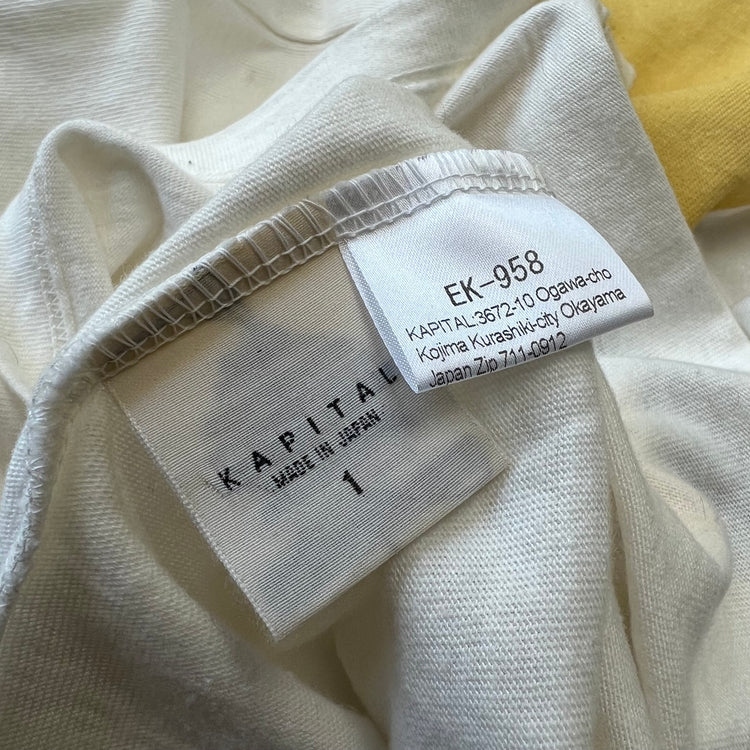 EK-958
KAPITAL:3672-10 Ogawa-cho
Kojima Kurashiki-city Okayama
Japan Zip 711-0912
KAPITAL
MADE IN JAPAN
1